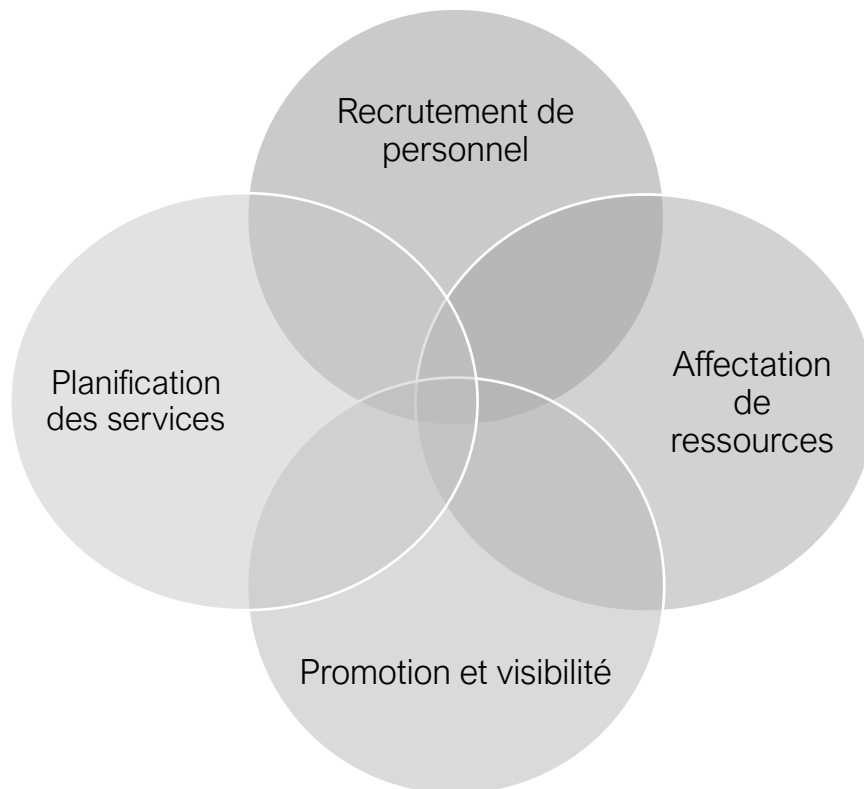 Recrutement de
personnel
Planification
des services
Affectation
de
ressources
Promotion et visibilité